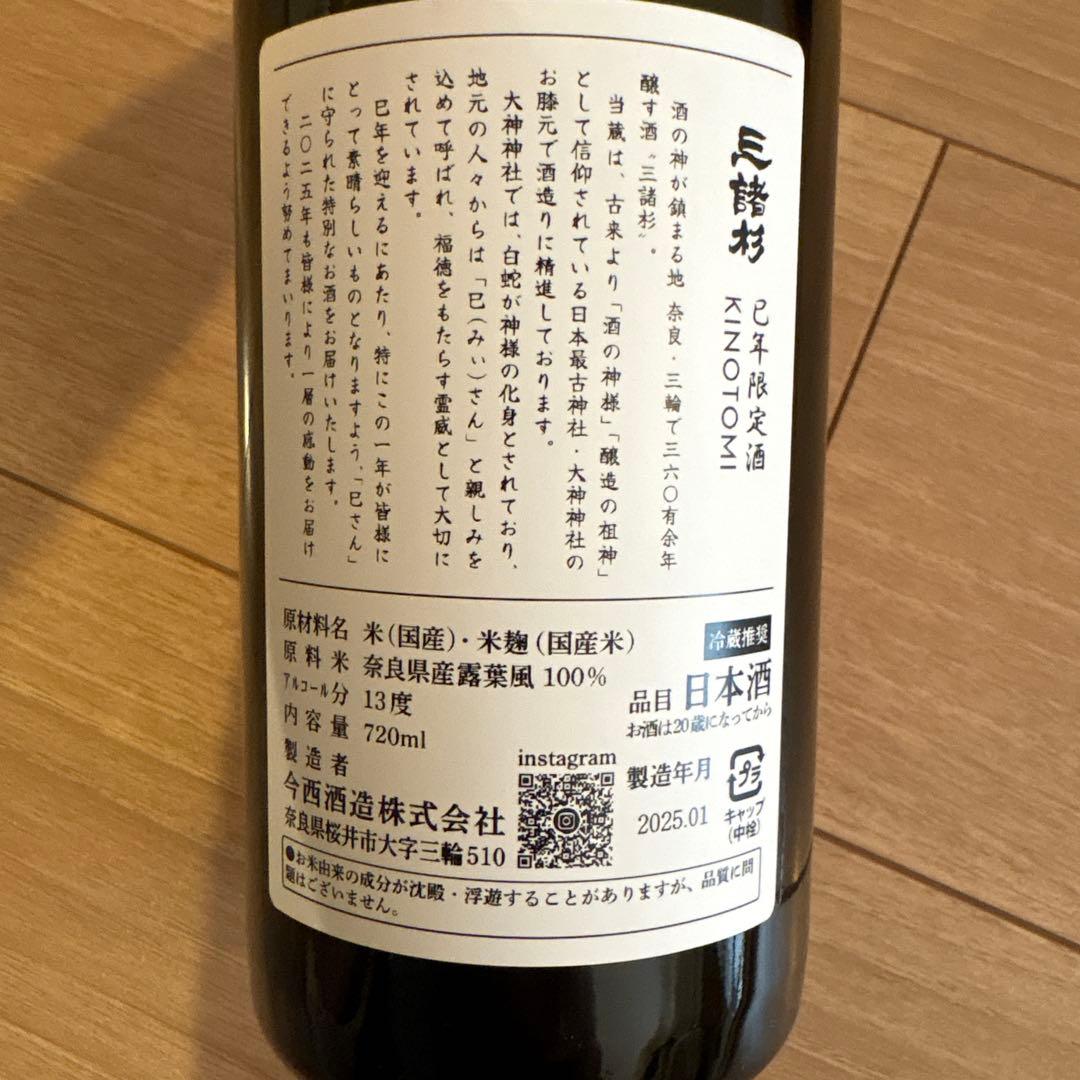 三諸杉
巳年限定酒
KINOTOMI
酒の神が鎮まる地 奈良・三輪で三六〇有余年
醸す酒〝三諸杉〟。
当蔵は、古来より「酒の神様」「醸造の祖神」
として信仰されている日本最古神社・大神神社の
お膝元で酒造りに精進しております。
大神神社では、白蛇が神様の化身とされており、
地元の人々からは「巳(みぃ)さん」と親しみを
込めて呼ばれ、福徳をもたらす霊威として大切に
されています。
巳年を迎えるにあたり、特にこの一年が皆様に
とって素晴らしいものとなりますよう、「巳さん」
に守られた特別なお酒をお届けいたします。
二〇二五年も皆様により一層の感動をお届け
できるよう努めてまいります。
原材料名 米(国産)・米麹(国産米)
原料米 奈良県産露葉風100%
アルコール分 13度
内容量 720ml
製造者
今西酒造株式会社
奈良県桜井市大字三輪510
instagram
冷蔵推奨
品目 日本酒
お酒は20歳になってから
製造年月
2025.01
プラ
キャップ
(中栓)
●お米由来の成分が沈殿・浮遊することがありますが、品質に問
題はございません。